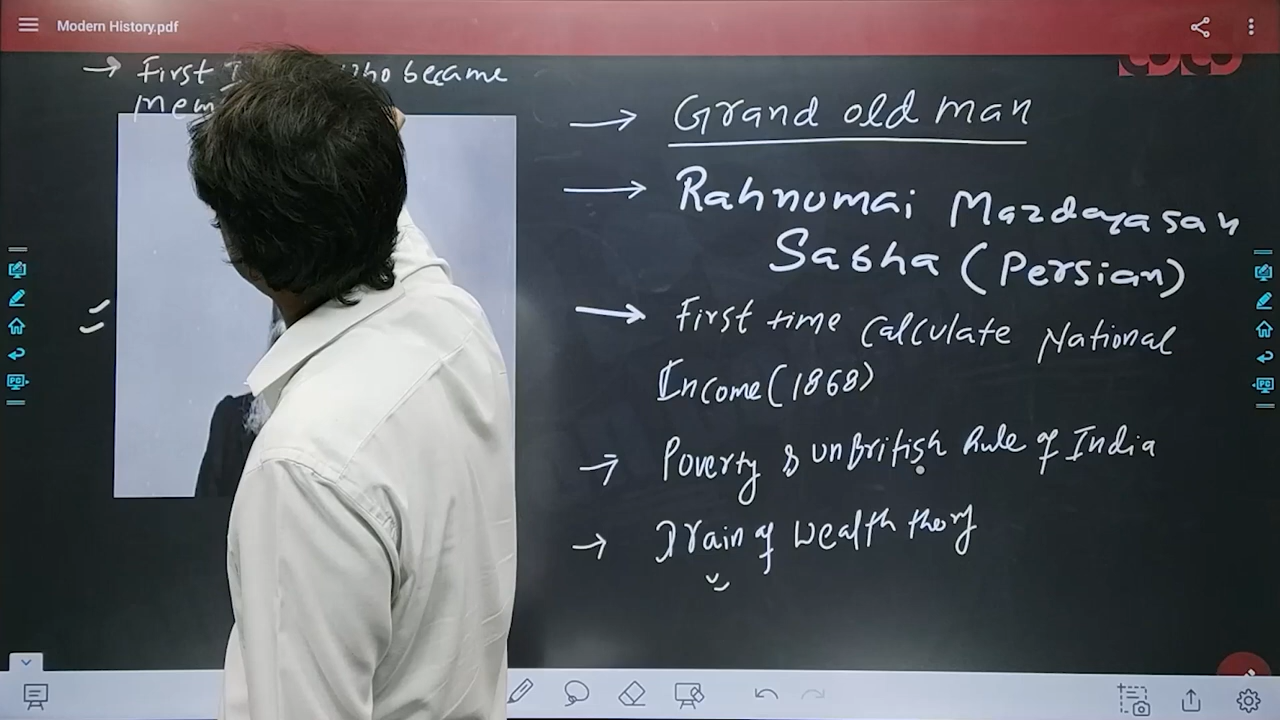 Modern History.pdf
→ First who became
→ Grand old man
→ Rahnumai Mazdayasan
Sabha (Persian)
→ First time Calculate National
Income (1868)
→ Poverty & unBritish Rule of India
→ Drain of wealth theory